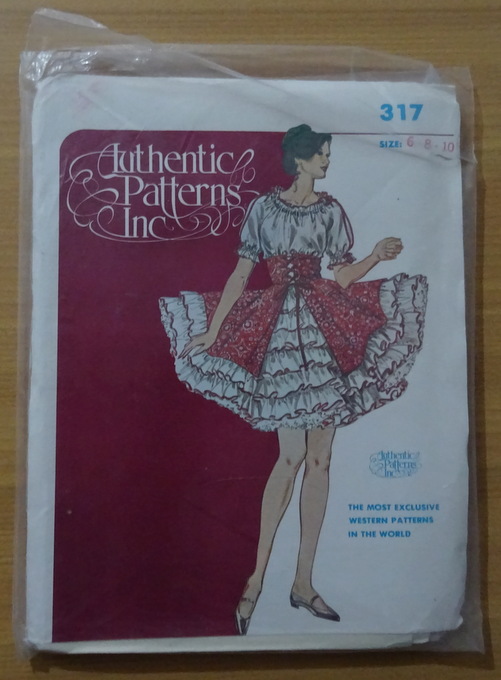 317
SIZE: 6 8-10
Authentic
Patterns
Inc
Authentic
Patterns
Inc
THE MOST EXCLUSIVE
WESTERN PATTERNS
IN THE WORLD